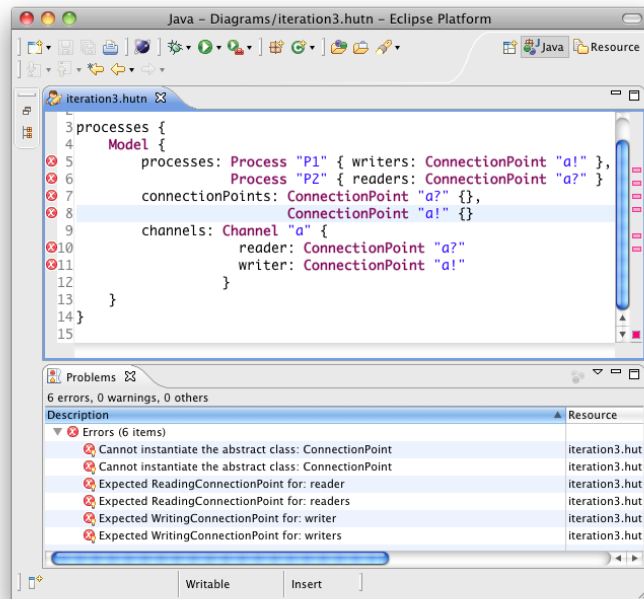 Java – Diagrams/iteration3.hutn – Eclipse Platform
Java
Resource
iteration3.hutn
3 processes {
4 Model {
5 processes: Process "P1" { writers: ConnectionPoint "a!" },
6 Process "P2" { readers: ConnectionPoint "a?" }
7 connectionPoints: ConnectionPoint "a?" {},
8 ConnectionPoint "a!" {}
9 channels: Channel "a" {
10 reader: ConnectionPoint "a?"
11 writer: ConnectionPoint "a!"
12 }
13 }
14 }
15
Problems
6 errors, 0 warnings, 0 others
Description Resource
Errors (6 items)
Cannot instantiate the abstract class: ConnectionPoint iteration3.hut
Cannot instantiate the abstract class: ConnectionPoint iteration3.hut
Expected ReadingConnectionPoint for: reader iteration3.hut
Expected ReadingConnectionPoint for: readers iteration3.hut
Expected WritingConnectionPoint for: writer iteration3.hut
Expected WritingConnectionPoint for: writers iteration3.hut
Writable Insert